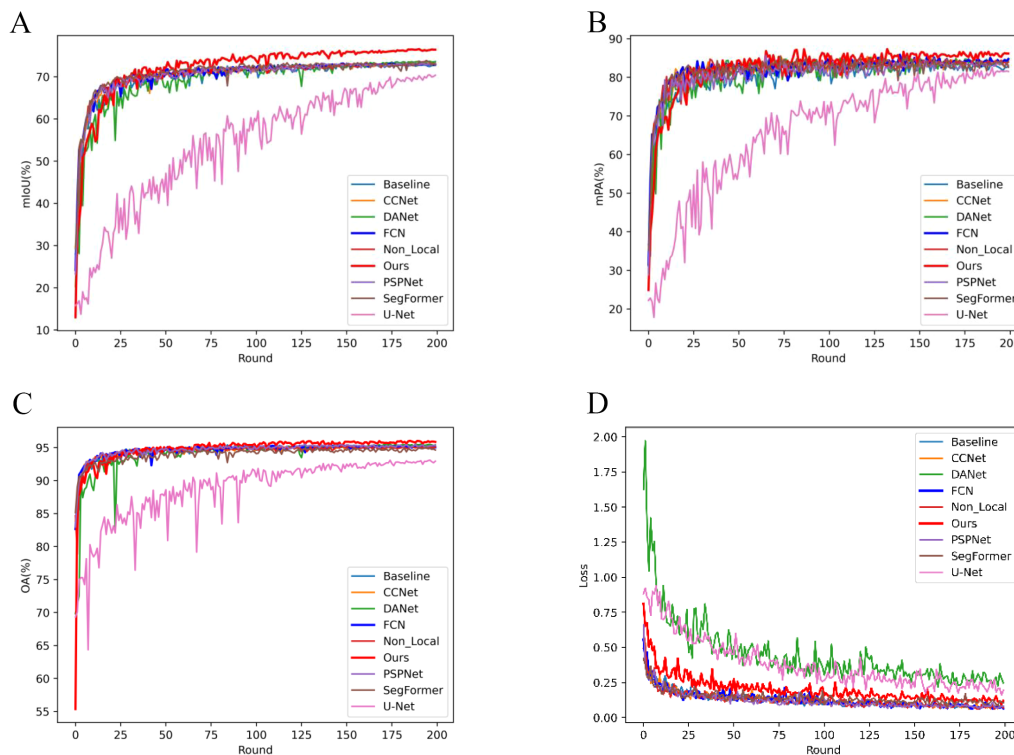 A
mIoU(%)
70
60
50
40
30
20
10
0 25 50 75 100 125 150 175 200
Round
Baseline
CCNet
DANet
FCN
Non_Local
Ours
PSPNet
SegFormer
U-Net
B
mPA(%)
90
80
70
60
50
40
30
20
0 25 50 75 100 125 150 175 200
Round
Baseline
CCNet
DANet
FCN
Non_Local
Ours
PSPNet
SegFormer
U-Net
C
OA(%)
95
90
85
80
75
70
65
60
55
0 25 50 75 100 125 150 175 200
Round
Baseline
CCNet
DANet
FCN
Non_Local
Ours
PSPNet
SegFormer
U-Net
D
Loss
2.00
1.75
1.50
1.25
1.00
0.75
0.50
0.25
0.00
0 25 50 75 100 125 150 175 200
Round
Baseline
CCNet
DANet
FCN
Non_Local
Ours
PSPNet
SegFormer
U-Net